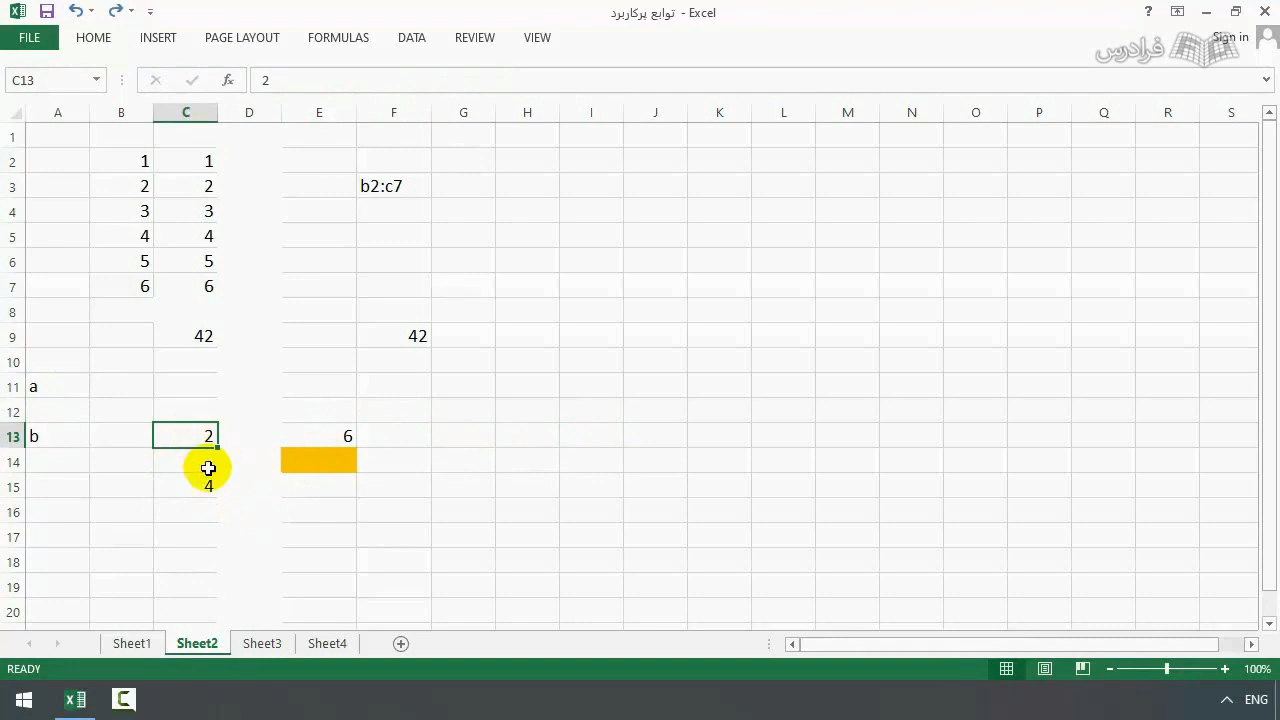 توابع پرکاربرد - Excel
FILE HOME INSERT PAGE LAYOUT FORMULAS DATA REVIEW VIEW Sign in
فرادرس
C13 fx 2
A B C D E F G H I J K L M N O P Q R S
1
2 1 1
3 2 2 b2:c7
4 3 3
5 4 4
6 5 5
7 6 6
8
9 42 42
10
11 a
12
13 b 2 6
14
15 4
16
17
18
19
20
Sheet1 Sheet2 Sheet3 Sheet4
READY 100%
ENG